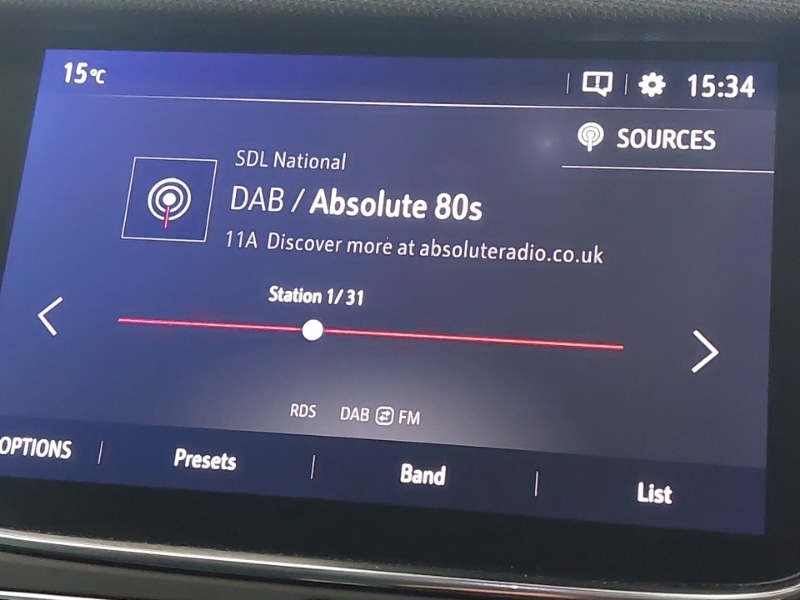 15°C
15:34
SOURCES
SDL National
DAB / Absolute 80s
11A Discover more at absoluteradio.co.uk
Station 1/31
RDS DAB FM
OPTIONS
Presets
Band
List